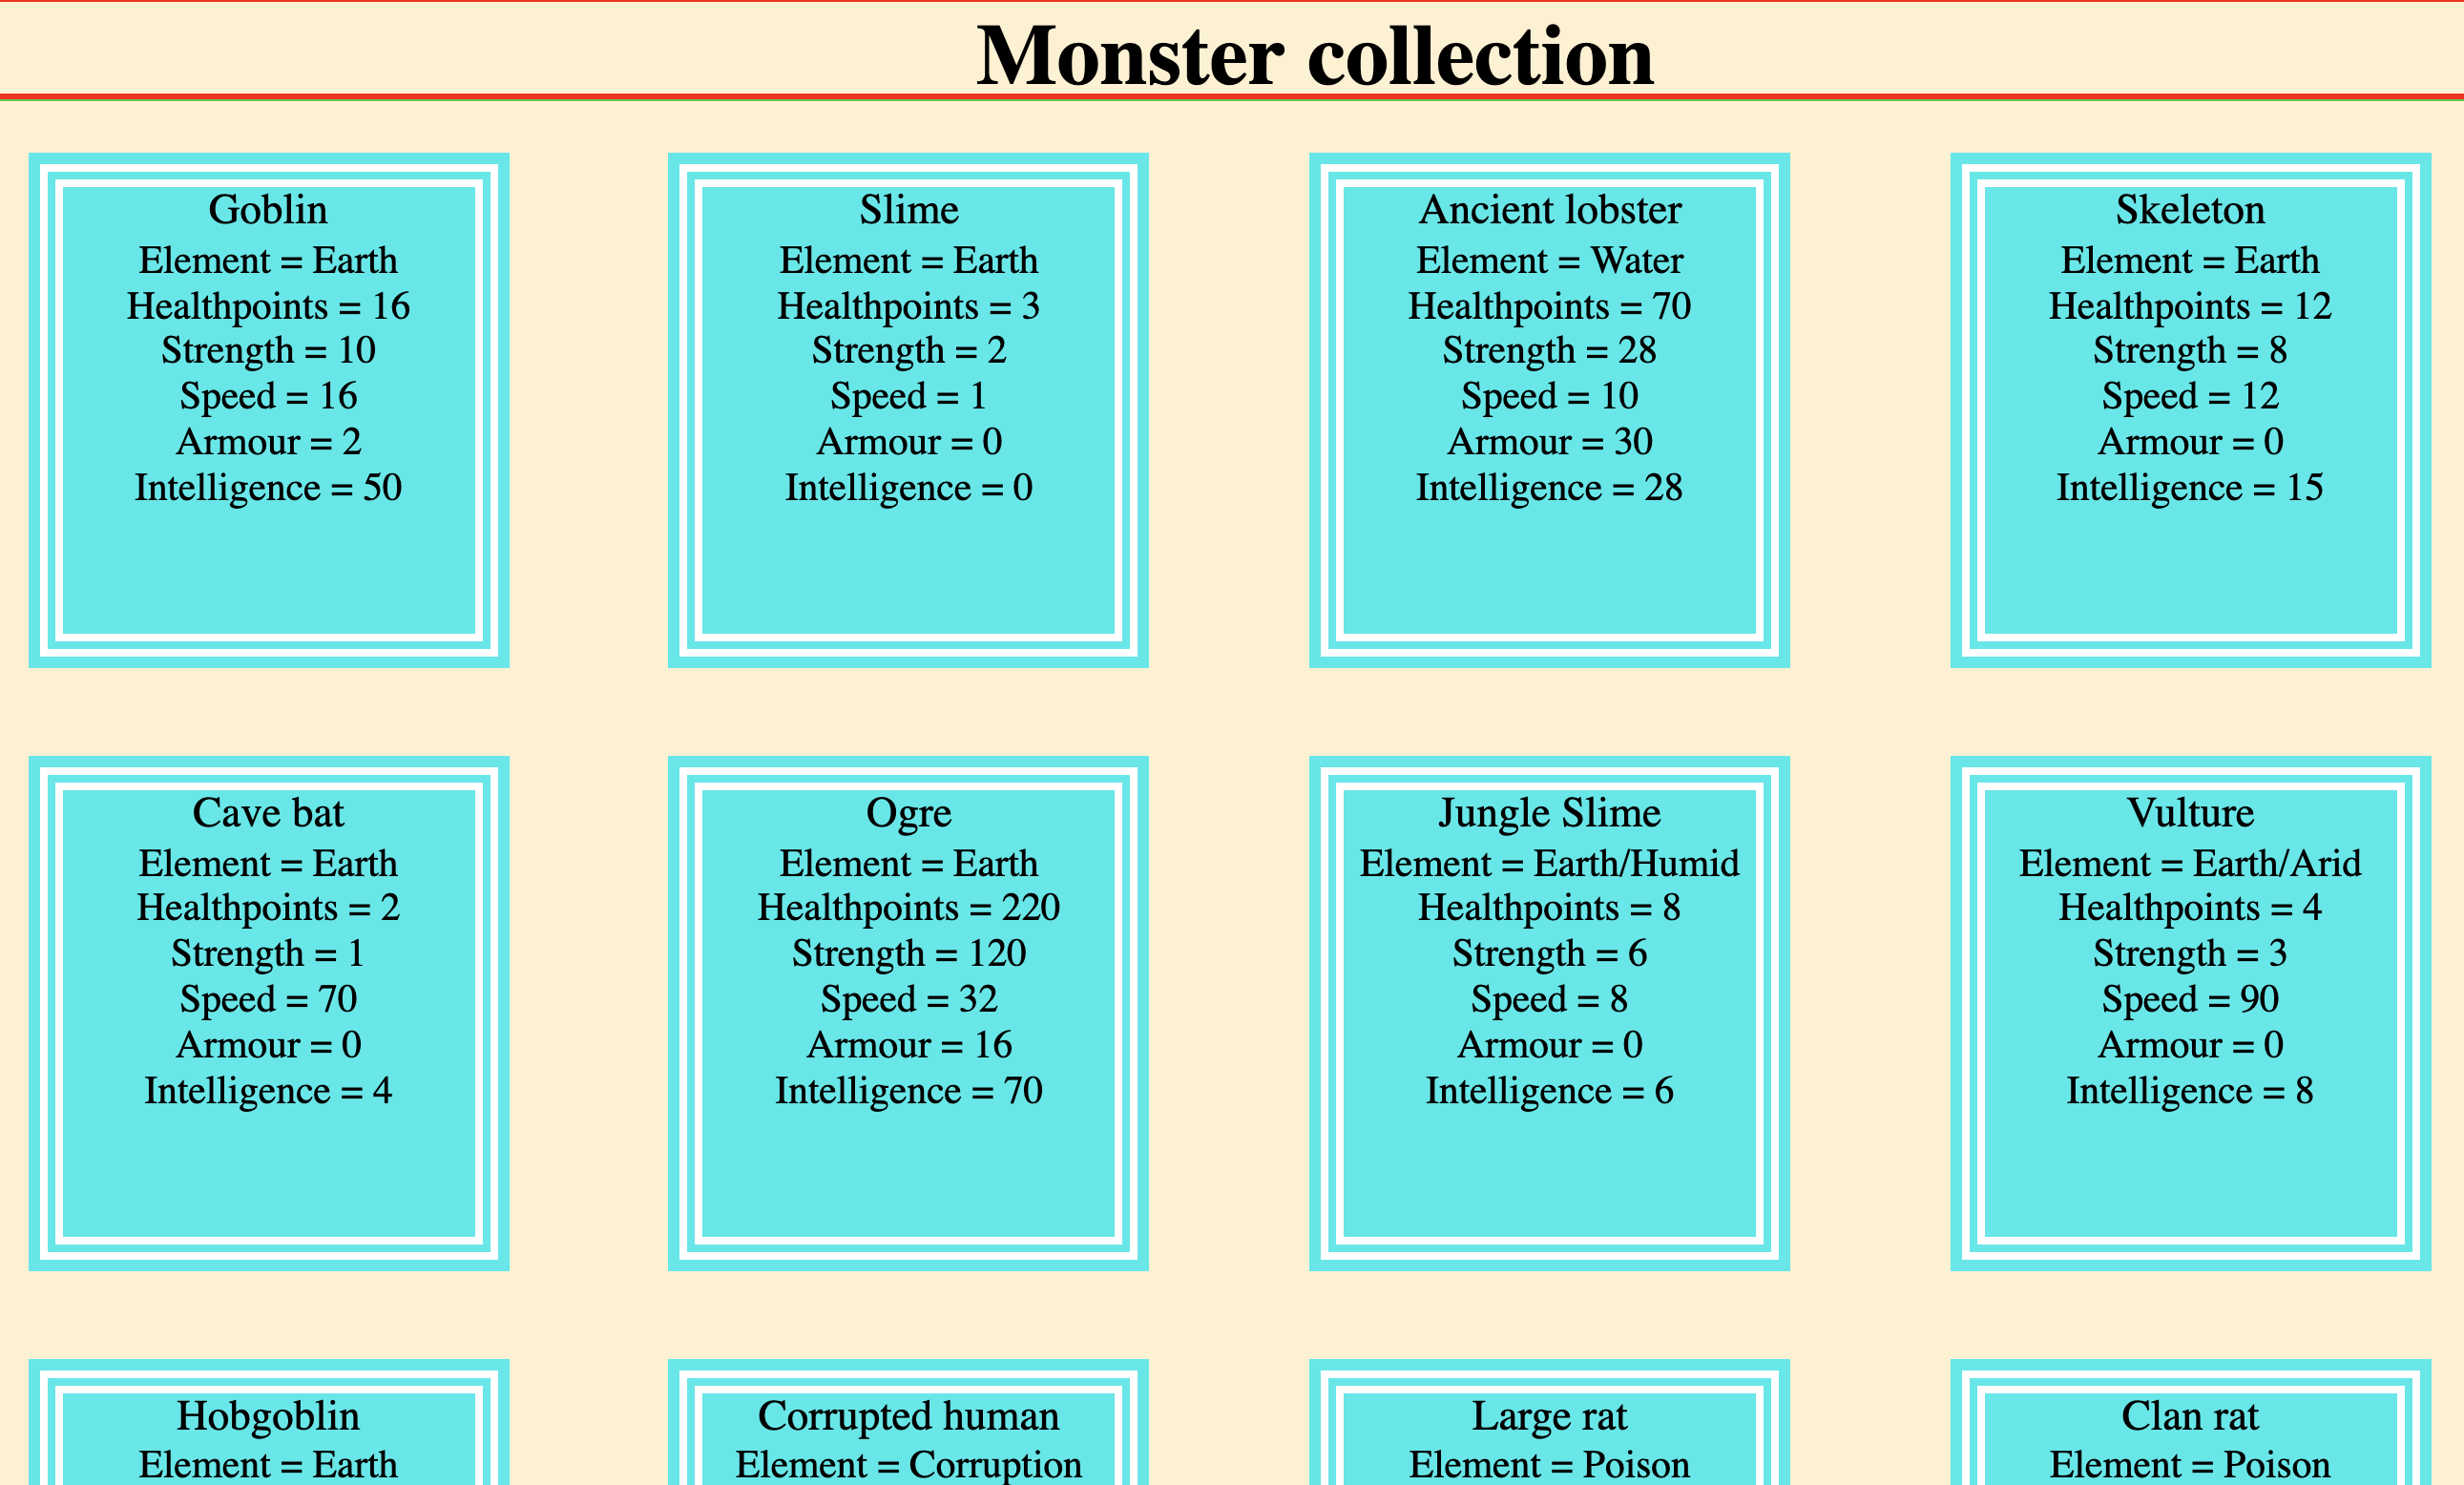 Monster collection
Goblin
Element = Earth
Healthpoints = 16
Strength = 10
Speed = 16
Armour = 2
Intelligence = 50
Slime
Element = Earth
Healthpoints = 3
Strength = 2
Speed = 1
Armour = 0
Intelligence = 0
Ancient lobster
Element = Water
Healthpoints = 70
Strength = 28
Speed = 10
Armour = 30
Intelligence = 28
Skeleton
Element = Earth
Healthpoints = 12
Strength = 8
Speed = 12
Armour = 0
Intelligence = 15
Cave bat
Element = Earth
Healthpoints = 2
Strength = 1
Speed = 70
Armour = 0
Intelligence = 4
Ogre
Element = Earth
Healthpoints = 220
Strength = 120
Speed = 32
Armour = 16
Intelligence = 70
Jungle Slime
Element = Earth/Humid
Healthpoints = 8
Strength = 6
Speed = 8
Armour = 0
Intelligence = 6
Vulture
Element = Earth/Arid
Healthpoints = 4
Strength = 3
Speed = 90
Armour = 0
Intelligence = 8
Hobgoblin
Element = Earth
Corrupted human
Element = Corruption
Large rat
Element = Poison
Clan rat
Element = Poison